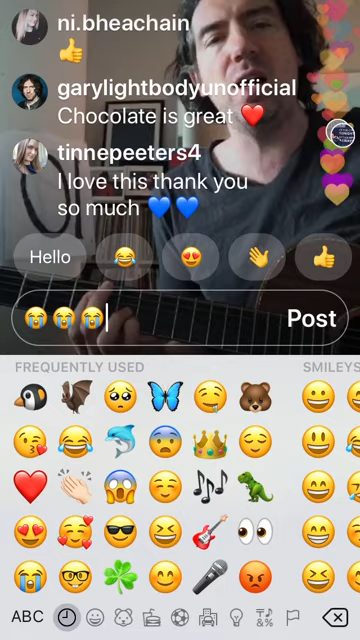 ni.bheachain
👍
garylightbodyunofficial
Chocolate is great ❤️
tinnepeeters4
I love this thank you
so much 💙💙
Hello
😭😭😭
Post
FREQUENTLY USED
SMILEYS
ABC